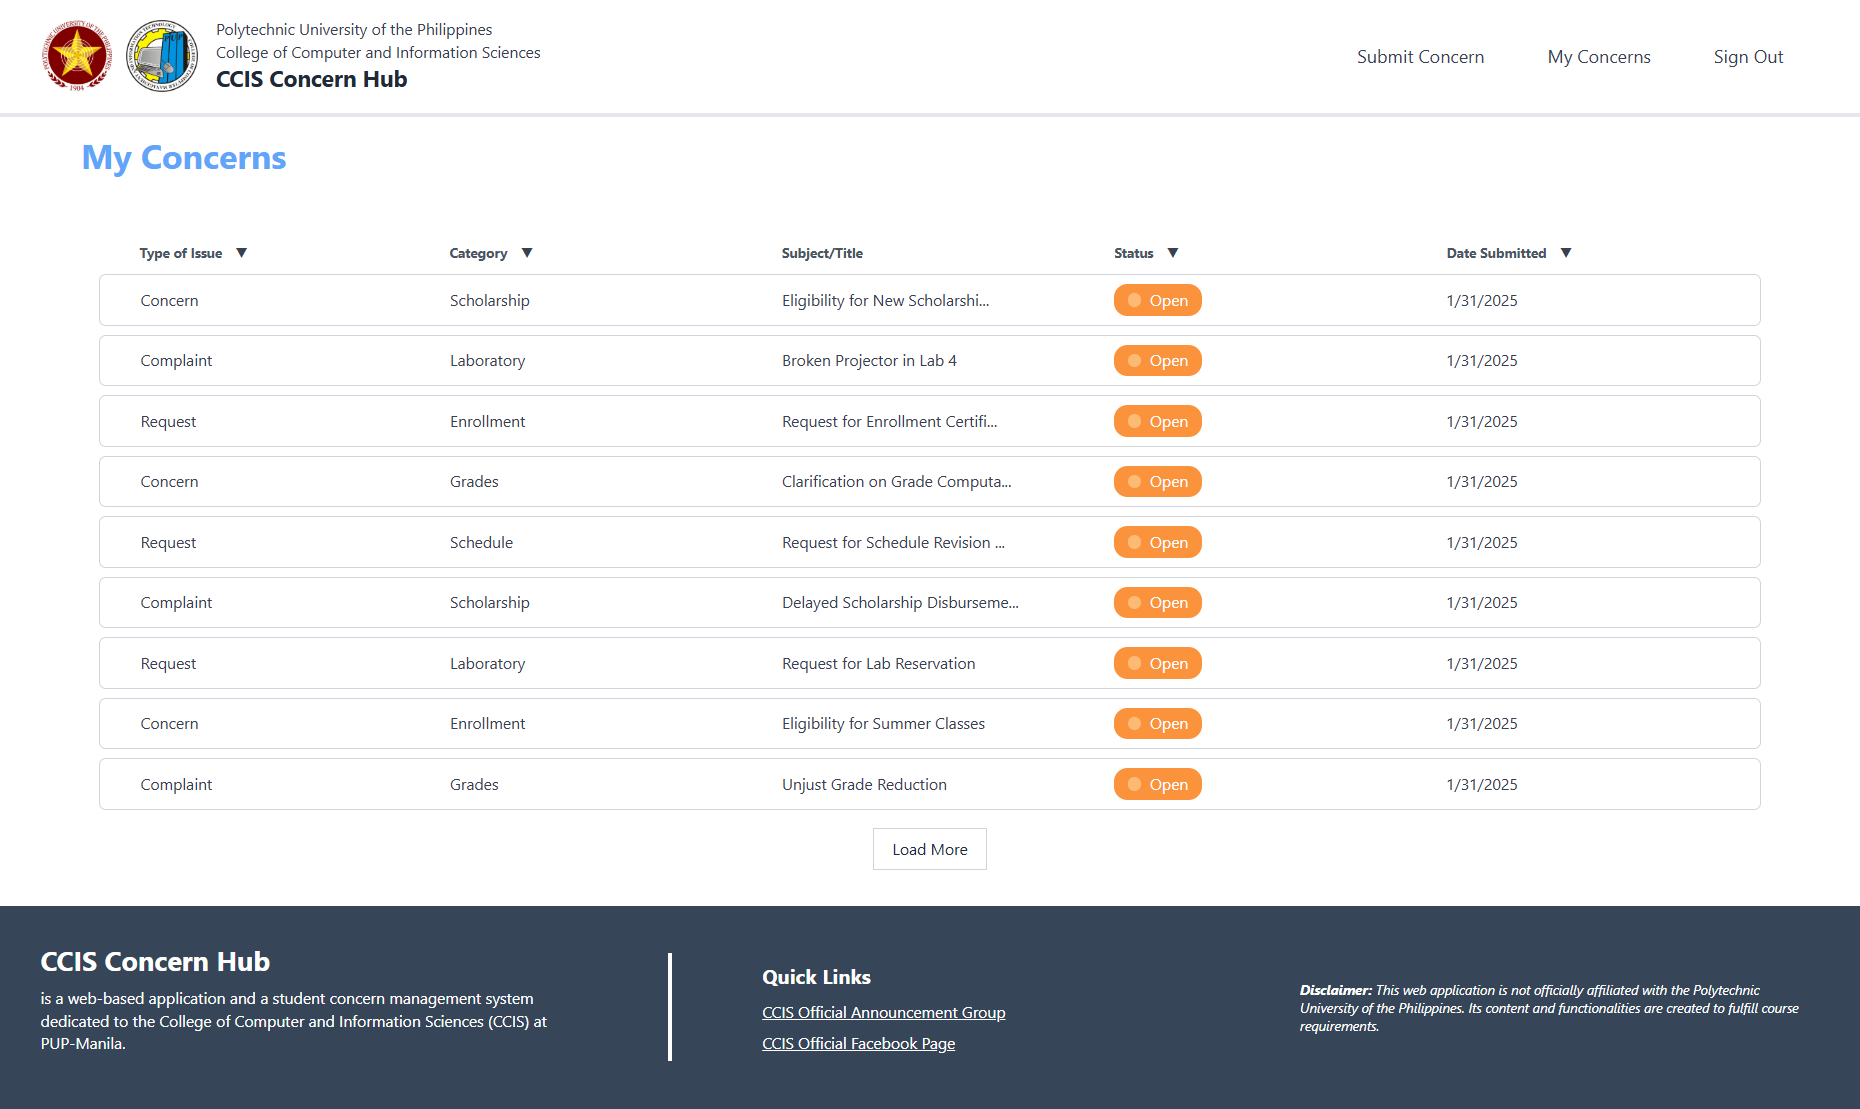 Polytechnic University of the Philippines
College of Computer and Information Sciences
CCIS Concern Hub
Submit Concern My Concerns Sign Out
My Concerns
Type of Issue ▼ Category ▼ Subject/Title Status ▼ Date Submitted ▼
Concern Scholarship Eligibility for New Scholarshi... Open 1/31/2025
Complaint Laboratory Broken Projector in Lab 4 Open 1/31/2025
Request Enrollment Request for Enrollment Certifi... Open 1/31/2025
Concern Grades Clarification on Grade Computa... Open 1/31/2025
Request Schedule Request for Schedule Revision ... Open 1/31/2025
Complaint Scholarship Delayed Scholarship Disburseme... Open 1/31/2025
Request Laboratory Request for Lab Reservation Open 1/31/2025
Concern Enrollment Eligibility for Summer Classes Open 1/31/2025
Complaint Grades Unjust Grade Reduction Open 1/31/2025
Load More
CCIS Concern Hub
is a web-based application and a student concern management system
dedicated to the College of Computer and Information Sciences (CCIS) at
PUP-Manila.
Quick Links
CCIS Official Announcement Group
CCIS Official Facebook Page
Disclaimer: This web application is not officially affiliated with the Polytechnic
University of the Philippines. Its content and functionalities are created to fulfill course
requirements.